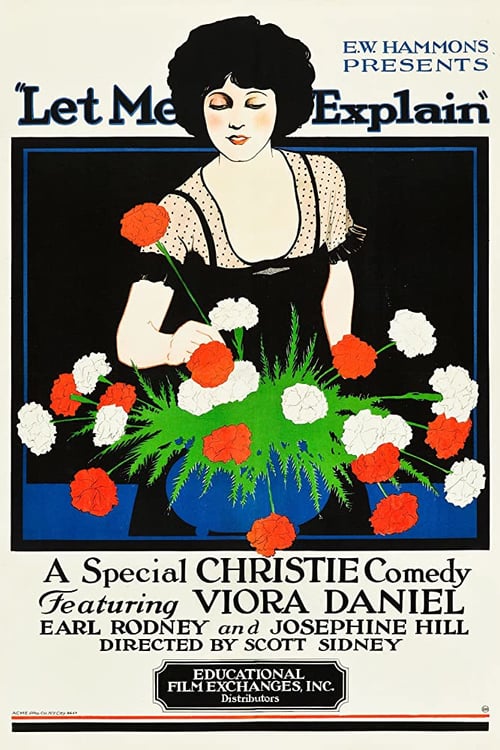 E.W. HAMMONS
PRESENTS
"Let Me Explain"
A Special CHRISTIE Comedy
Featuring VIORA DANIEL
EARL RODNEY and JOSEPHINE HILL
DIRECTED BY SCOTT SIDNEY
EDUCATIONAL
FILM EXCHANGES, INC.
Distributors